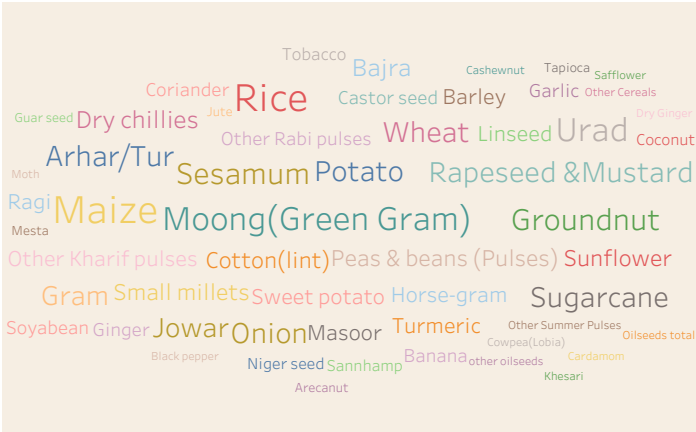 Tobacco
Bajra
Cashewnut
Tapioca
Safflower
Coriander
Rice
Castor seed
Barley
Garlic
Other Cereals
Guar seed
Dry chillies
Jute
Other Rabi pulses
Wheat
Linseed
Urad
Dry Ginger
Coconut
Moth
Arhar/Tur
Sesamum
Potato
Rapeseed &Mustard
Ragi
Maize
Moong(Green Gram)
Groundnut
Mesta
Other Kharif pulses
Cotton(lint)
Peas & beans (Pulses)
Sunflower
Gram
Small millets
Sweet potato
Horse-gram
Sugarcane
Soyabean
Ginger
Jowar
Onion
Masoor
Turmeric
Other Summer Pulses
Oilseeds total
Cowpea(Lobia)
Black pepper
Niger seed
Sannhamp
Banana
other oilseeds
Cardamom
Khesari
Arecanut